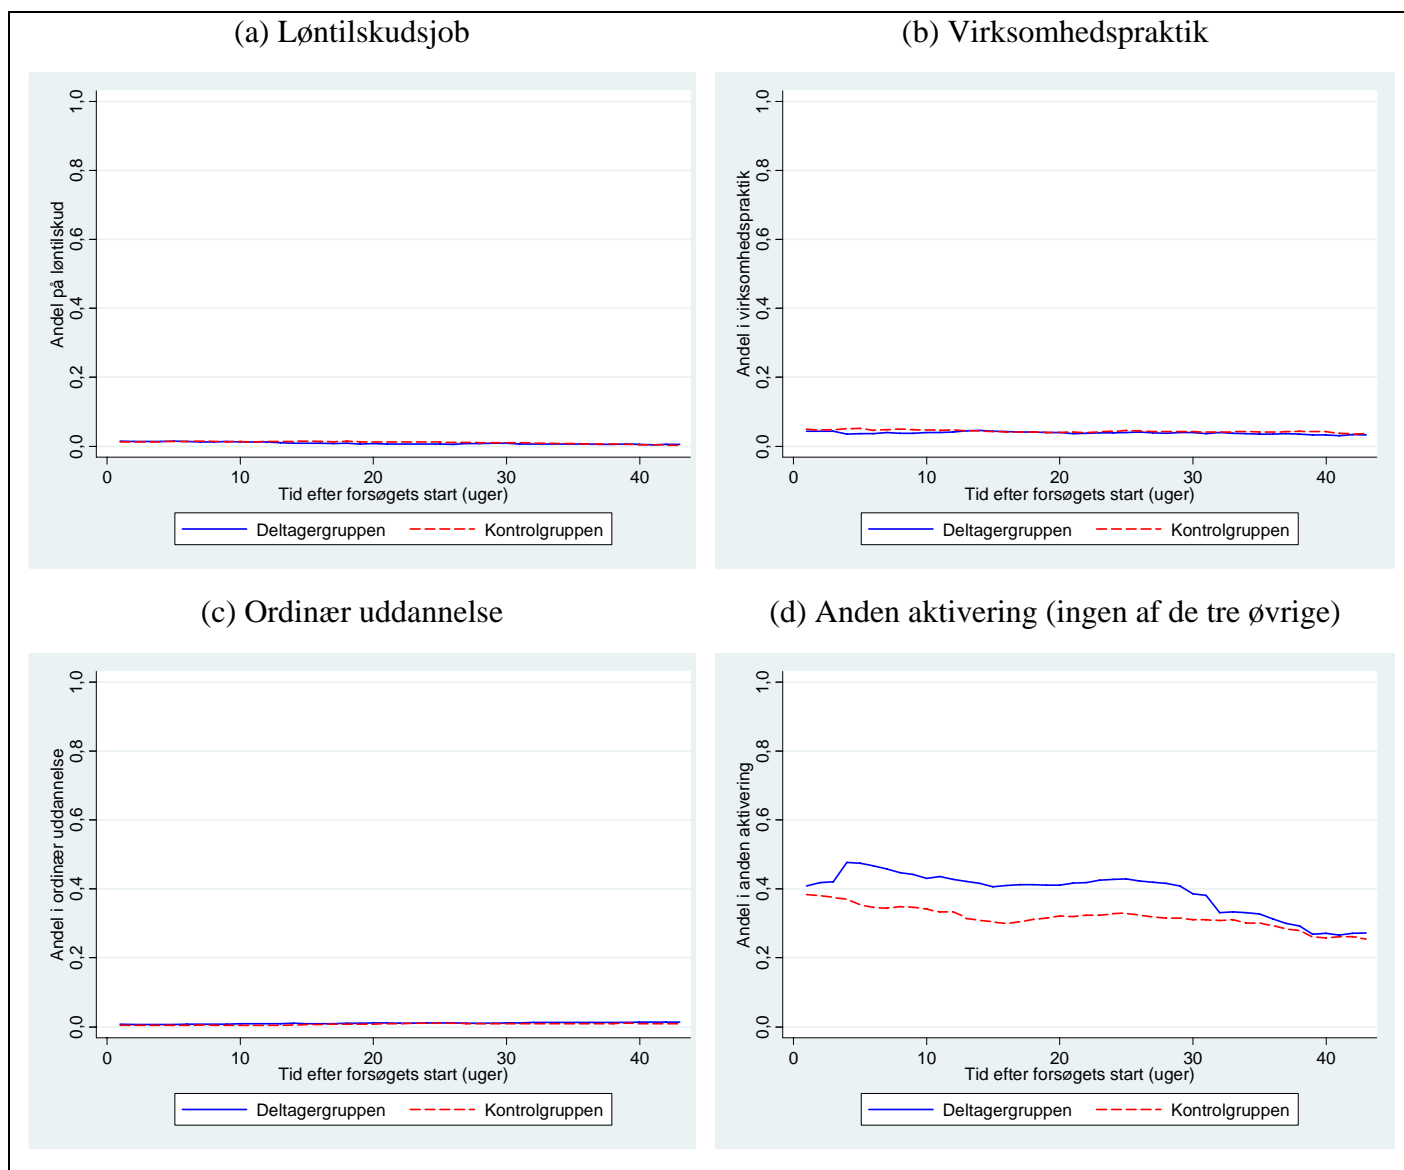 (a) Løntilskudsjob
Andel på løntilskud
1,0
0,8
0,6
0,4
0,2
0,0
0 10 20 30 40
Tid efter forsøgets start (uger)
Deltagergruppen Kontrolgruppen
(b) Virksomhedspraktik
Andel i virksomhedspraktik
1,0
0,8
0,6
0,4
0,2
0,0
0 10 20 30 40
Tid efter forsøgets start (uger)
Deltagergruppen Kontrolgruppen
(c) Ordinær uddannelse
Andel i ordinær uddannelse
1,0
0,8
0,6
0,4
0,2
0,0
0 10 20 30 40
Tid efter forsøgets start (uger)
Deltagergruppen Kontrolgruppen
(d) Anden aktivering (ingen af de tre øvrige)
Andel i anden aktivering
1,0
0,8
0,6
0,4
0,2
0,0
0 10 20 30 40
Tid efter forsøgets start (uger)
Deltagergruppen Kontrolgruppen